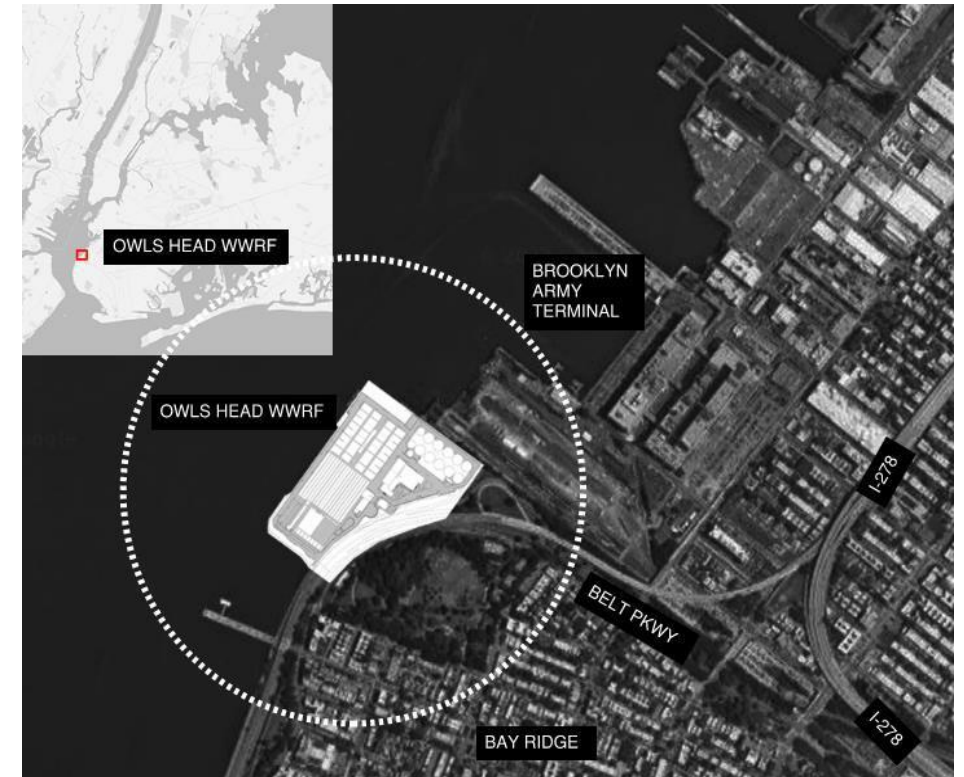 OWLS HEAD WWRF
BROOKLYN
ARMY
TERMINAL
OWLS HEAD WWRF
I-278
BELT PKWY
I-278
BAY RIDGE